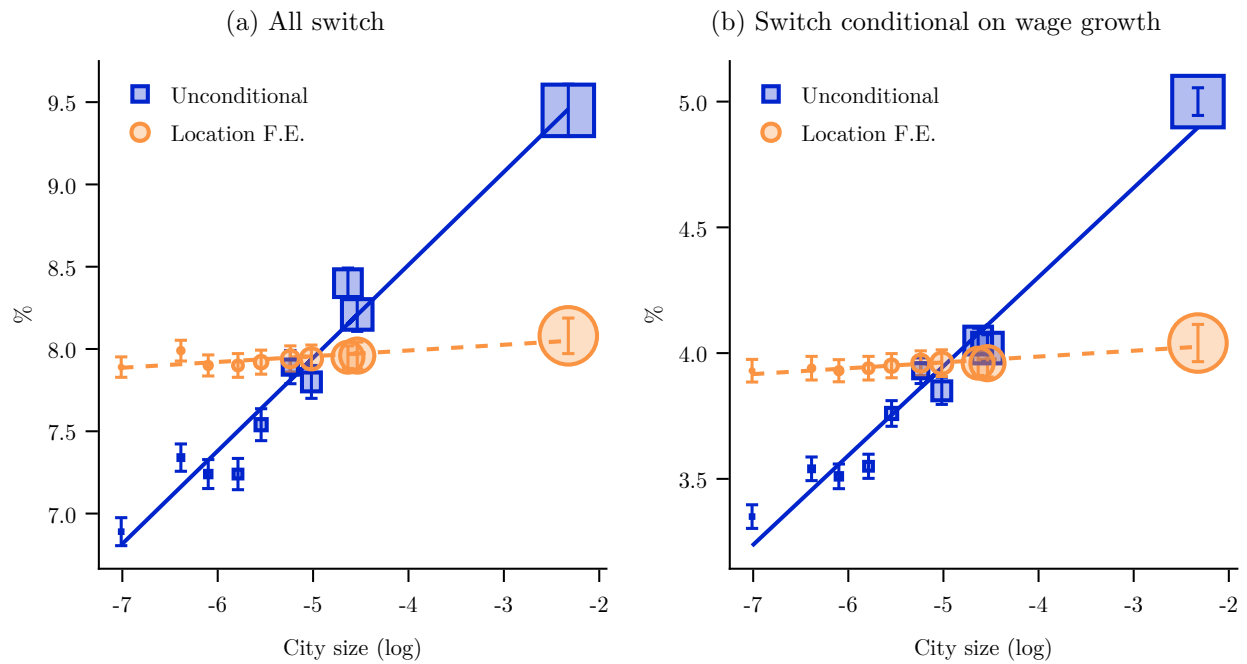 (a) All switch
Unconditional
Location F.E.
9.5
9.0
8.5
8.0
7.5
7.0
%
-7 -6 -5 -4 -3 -2
City size (log)
(b) Switch conditional on wage growth
Unconditional
Location F.E.
5.0
4.5
4.0
3.5
%
-7 -6 -5 -4 -3 -2
City size (log)